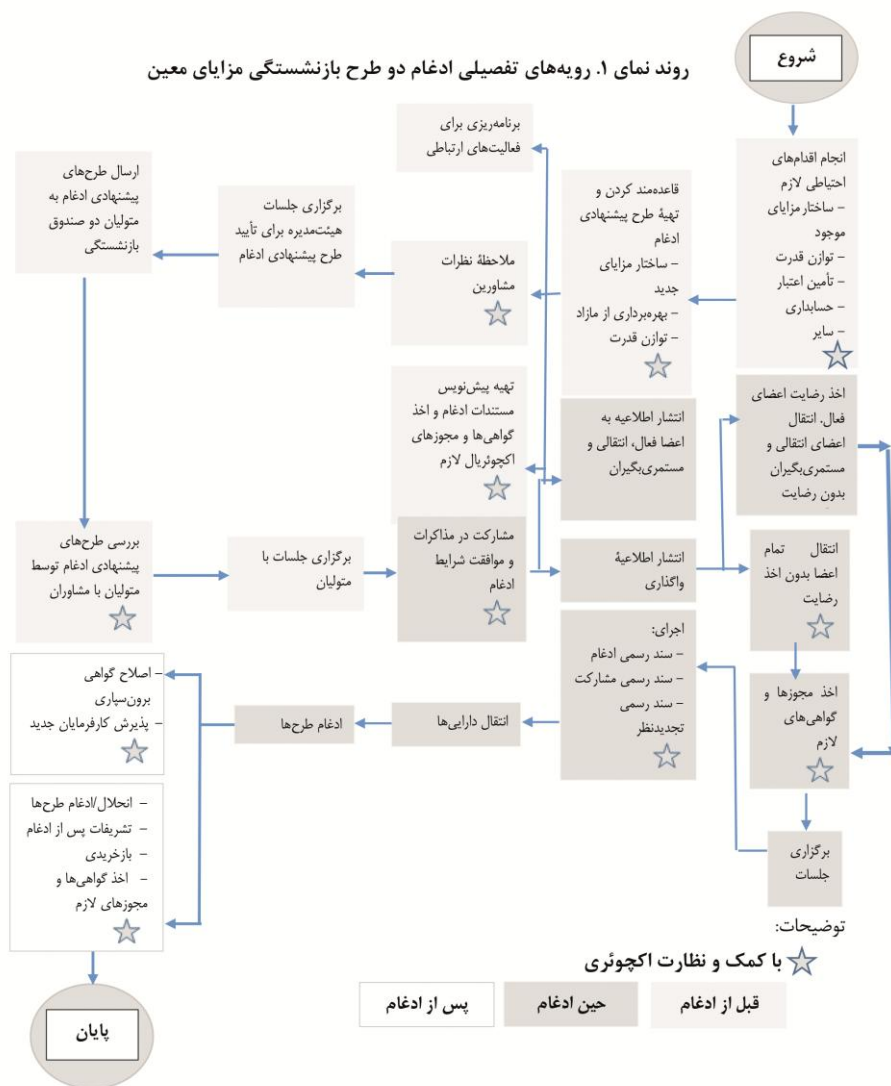 شروع
روند نمای ۱. رویه‌های تفصیلی ادغام دو طرح بازنشستگی مزایای معین
انجام اقدام‌های
احتیاطی لازم
– ساختار مزایای
موجود
– توازن قدرت
– تأمین اعتبار
– حسابداری
– سایر
قاعده‌مند کردن و
تهیهٔ طرح پیشنهادی
ادغام
– ساختار مزایای
جدید
– بهره‌برداری از مازاد
– توازن قدرت
برنامه‌ریزی برای
فعالیت‌های ارتباطی
ملاحظهٔ نظرات
مشاورین
برگزاری جلسات
هیئت‌مدیره برای تأیید
طرح پیشنهادی ادغام
ارسال طرح‌های
پیشنهادی ادغام به
متولیان دو صندوق
بازنشستگی
تهیه پیش‌نویس
مستندات ادغام و اخذ
گواهی‌ها و مجوزهای
اکچوئریال لازم
انتشار اطلاعیه به
اعضا فعال، انتقالی و
مستمری‌بگیران
اخذ رضایت اعضای
فعال. انتقال
اعضای انتقالی و
مستمری‌بگیران
بدون رضایت
بررسی طرح‌های
پیشنهادی ادغام توسط
متولیان با مشاوران
برگزاری جلسات با
متولیان
مشارکت در مذاکرات
و موافقت شرایط
ادغام
انتشار اطلاعیهٔ
واگذاری
انتقال تمام
اعضا بدون اخذ
رضایت
اخذ مجوزها و
گواهی‌های
لازم
برگزاری
جلسات
اجرای:
– سند رسمی ادغام
– سند رسمی مشارکت
– سند رسمی
تجدیدنظر
انتقال دارایی‌ها
ادغام طرح‌ها
– اصلاح گواهی
برون‌سپاری
– پذیرش کارفرمایان جدید
– انحلال/ادغام طرح‌ها
– تشریفات پس از ادغام
– بازخریدی
– اخذ گواهی‌ها و
مجوزهای لازم
پایان
توضیحات:
با کمک و نظارت اکچوئری
قبل از ادغام
حین ادغام
پس از ادغام